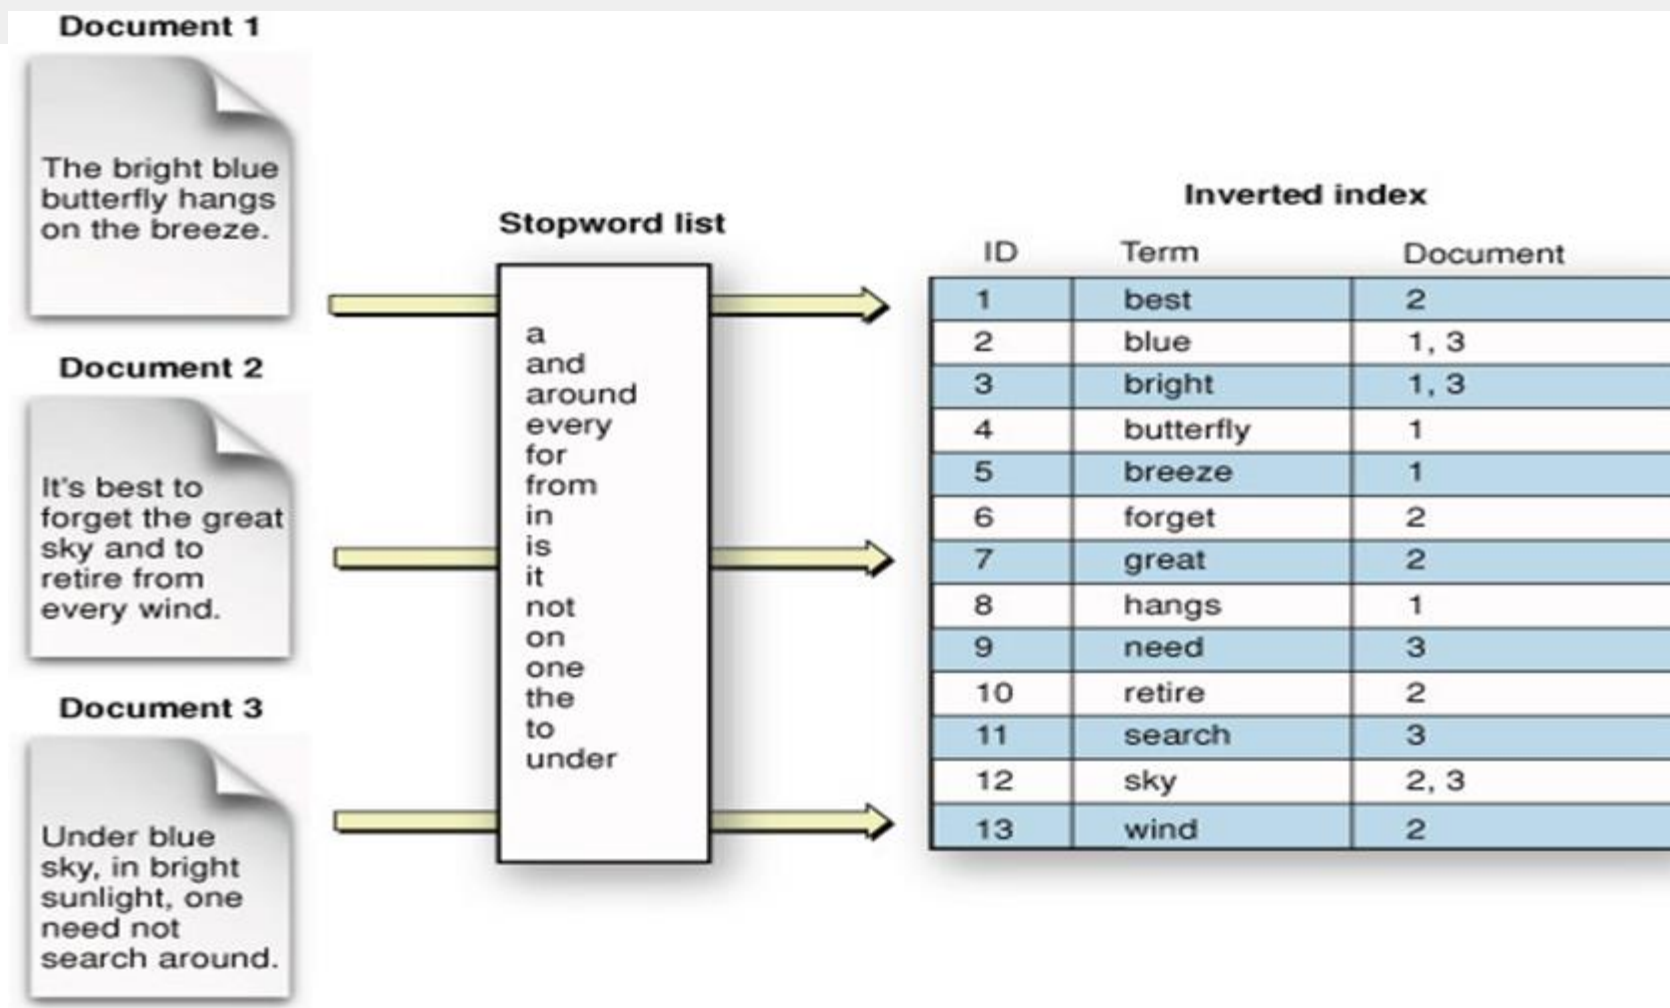 Document 1
The bright blue
butterfly hangs
on the breeze.
Document 2
It's best to
forget the great
sky and to
retire from
every wind.
Document 3
Under blue
sky, in bright
sunlight, one
need not
search around.
Stopword list
a
and
around
every
for
from
in
is
it
not
on
one
the
to
under
Inverted index
ID Term Document
1 best 2
2 blue 1, 3
3 bright 1, 3
4 butterfly 1
5 breeze 1
6 forget 2
7 great 2
8 hangs 1
9 need 3
10 retire 2
11 search 3
12 sky 2, 3
13 wind 2